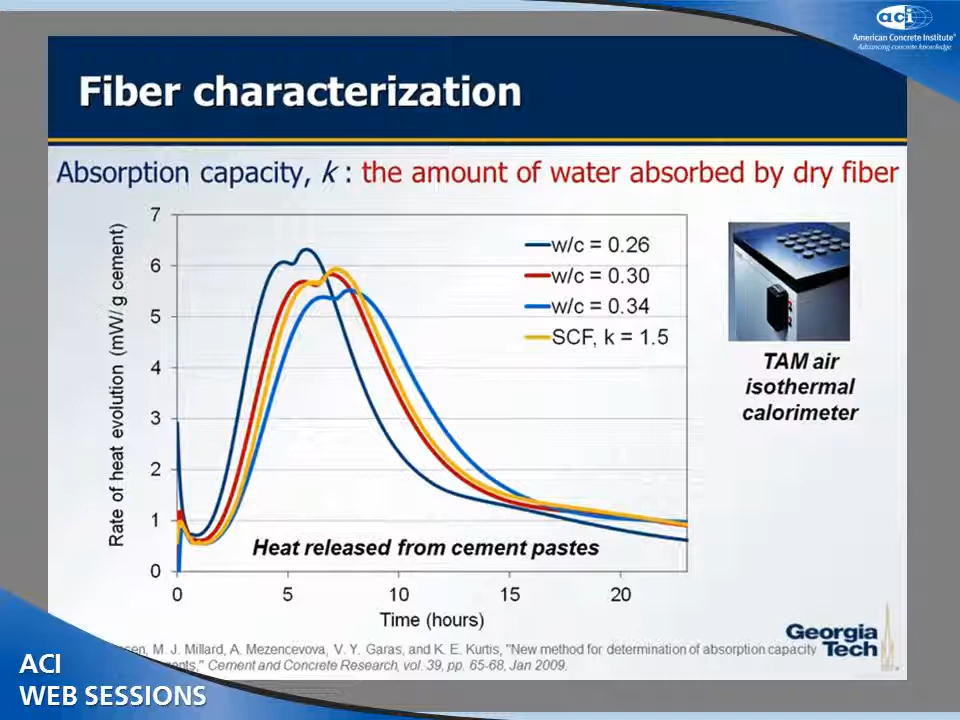 aci
American Concrete Institute®
Advancing concrete knowledge
Fiber characterization
Absorption capacity, k : the amount of water absorbed by dry fiber
Rate of heat evolution (mW/ g cement)
7
6
5
4
3
2
1
0
w/c = 0.26
w/c = 0.30
w/c = 0.34
SCF, k = 1.5
Heat released from cement pastes
0 5 10 15 20
Time (hours)
TAM air
isothermal
calorimeter
Georgia
Tech
M. J. Millard, A. Mezencevova, V. Y. Garas, and K. E. Kurtis, "New method for determination of absorption capacity
Cement and Concrete Research, vol. 39, pp. 65-68, Jan 2009.
ACI
WEB SESSIONS